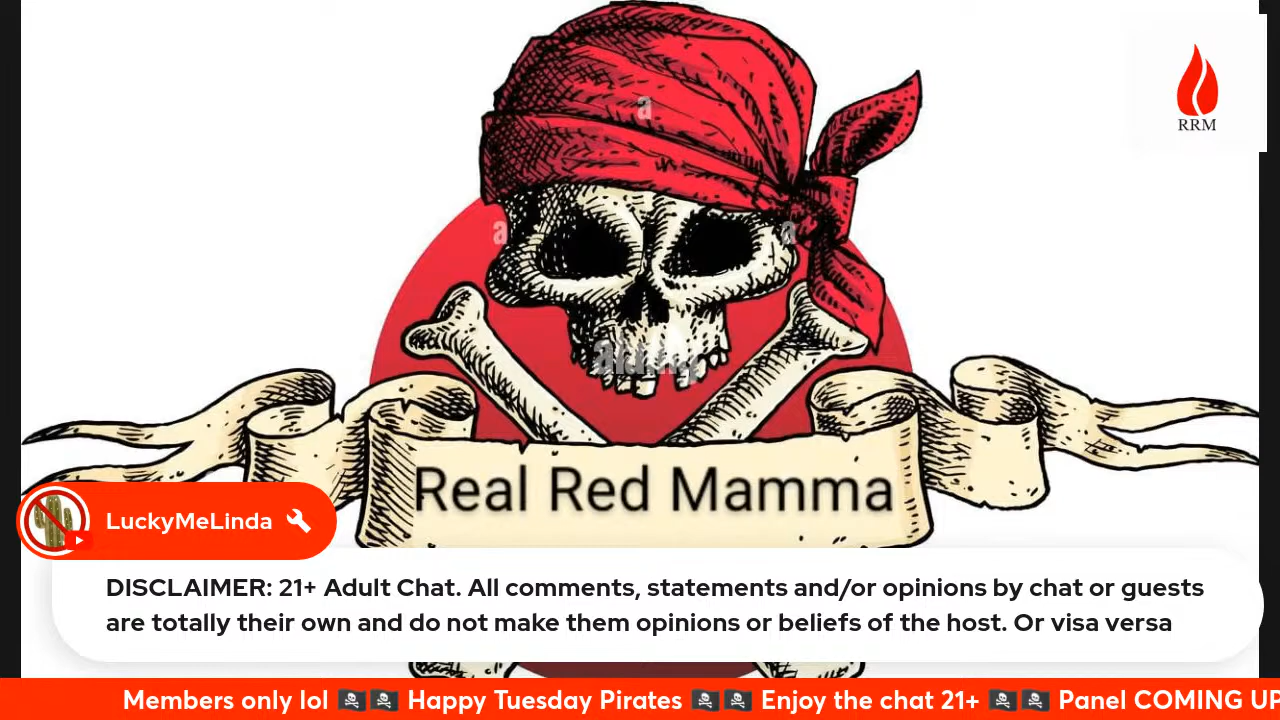 RRM
a
a
a
alamy
Real Red Mamma
LuckyMeLinda
DISCLAIMER: 21+ Adult Chat. All comments, statements and/or opinions by chat or guests
are totally their own and do not make them opinions or beliefs of the host. Or visa versa
Members only lol 🏴‍☠️🏴‍☠️ Happy Tuesday Pirates 🏴‍☠️🏴‍☠️ Enjoy the chat 21+ 🏴‍☠️🏴‍☠️ Panel COMING UP